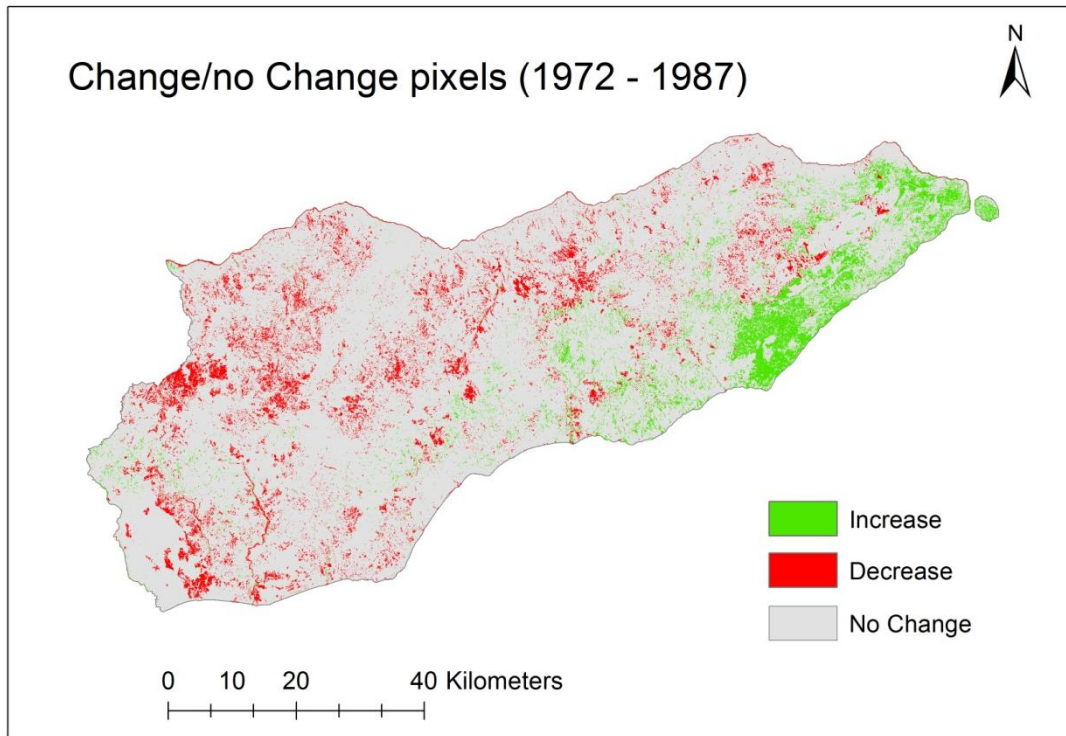 N
Change/no Change pixels (1972 - 1987)
Increase
Decrease
No Change
0 10 20 40 Kilometers